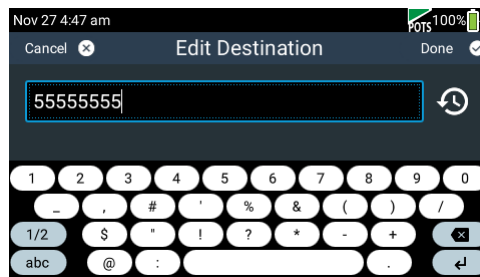 Nov 27 4:47 am POTS 100%
Cancel Edit Destination Done
55555555
1 2 3 4 5 6 7 8 9 0
_ , # ' % & ( ) /
1/2 $ " ! ? * - +
abc @ : .